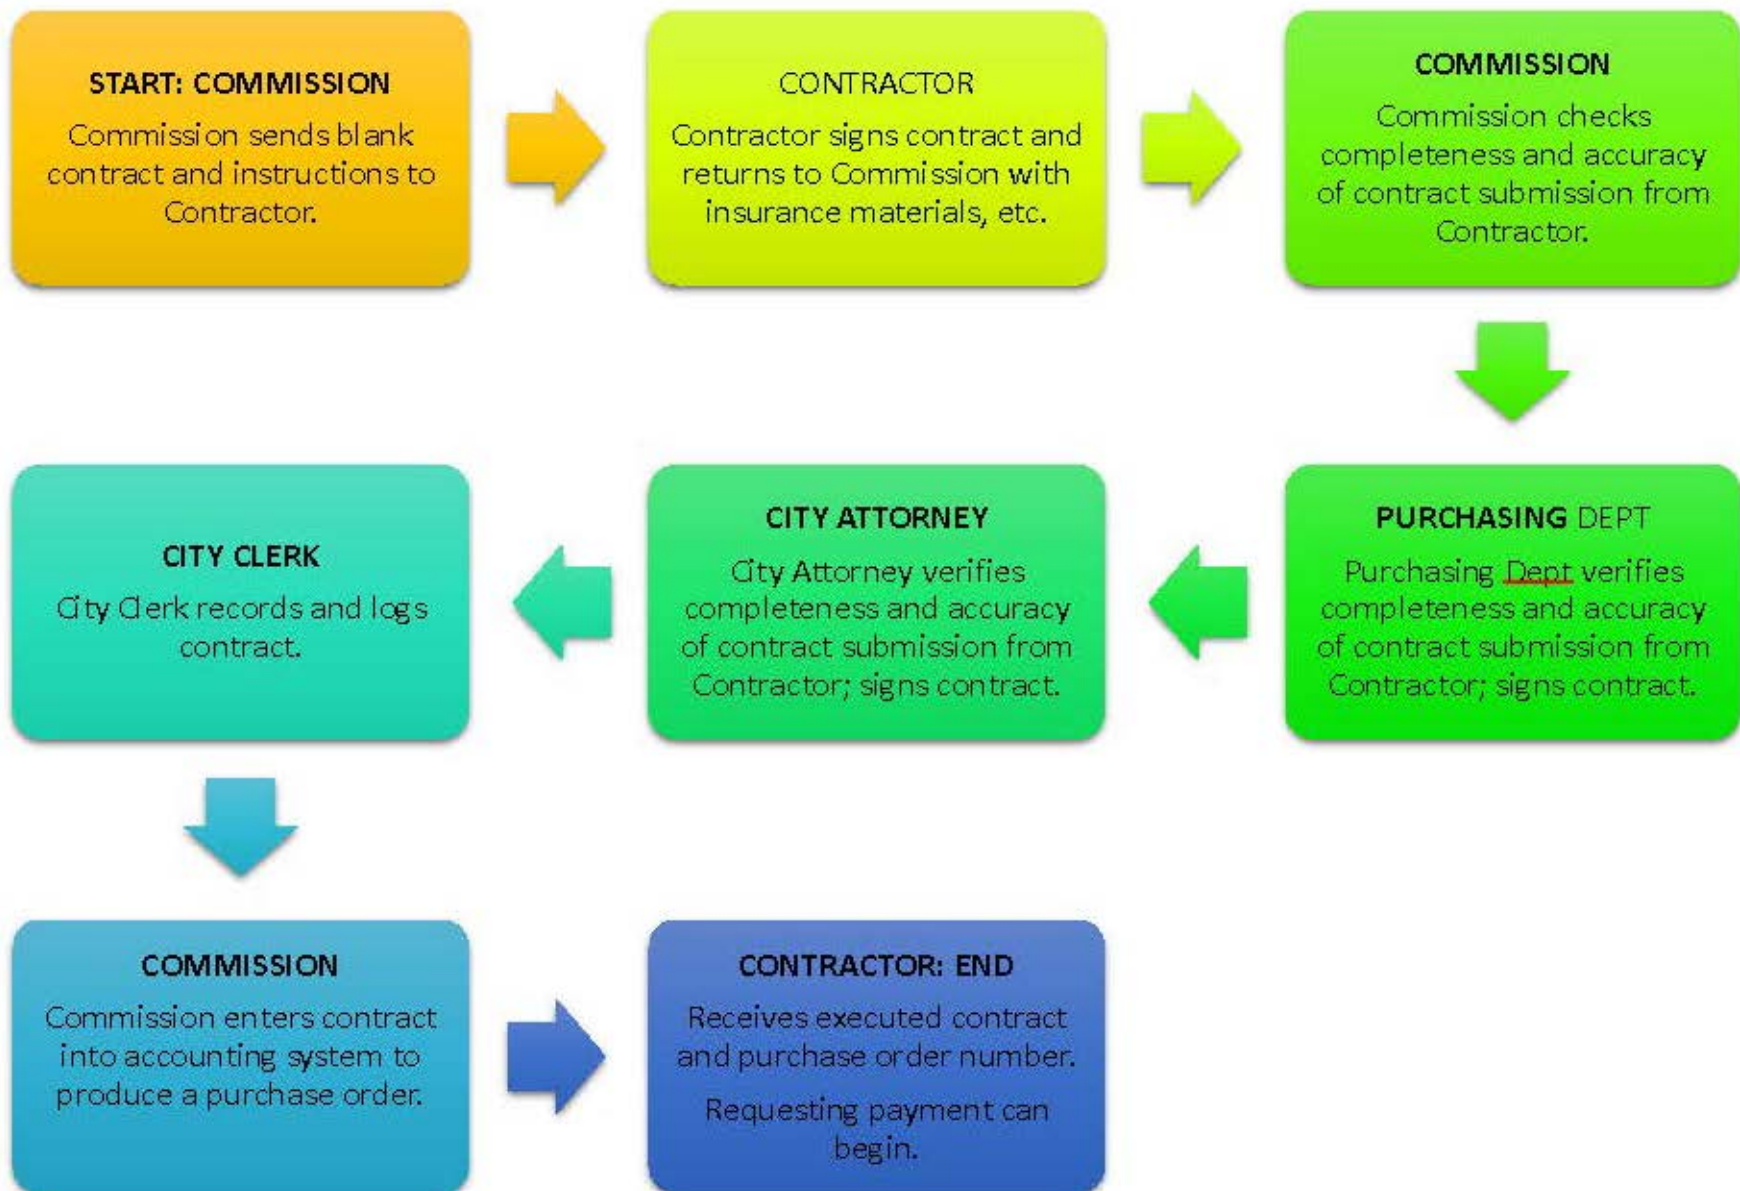 START: COMMISSION
Commission sends blank
contract and instructions to
Contractor.
CONTRACTOR
Contractor signs contract and
returns to Commission with
insurance materials, etc.
COMMISSION
Commission checks
completeness and accuracy
of contract submission from
Contractor.
PURCHASING DEPT
Purchasing Dept verifies
completeness and accuracy
of contract submission from
Contractor; signs contract.
CITY ATTORNEY
City Attorney verifies
completeness and accuracy
of contract submission from
Contractor; signs contract.
CITY CLERK
City Clerk records and logs
contract.
COMMISSION
Commission enters contract
into accounting system to
produce a purchase order.
CONTRACTOR: END
Receives executed contract
and purchase order number.
Requesting payment can
begin.